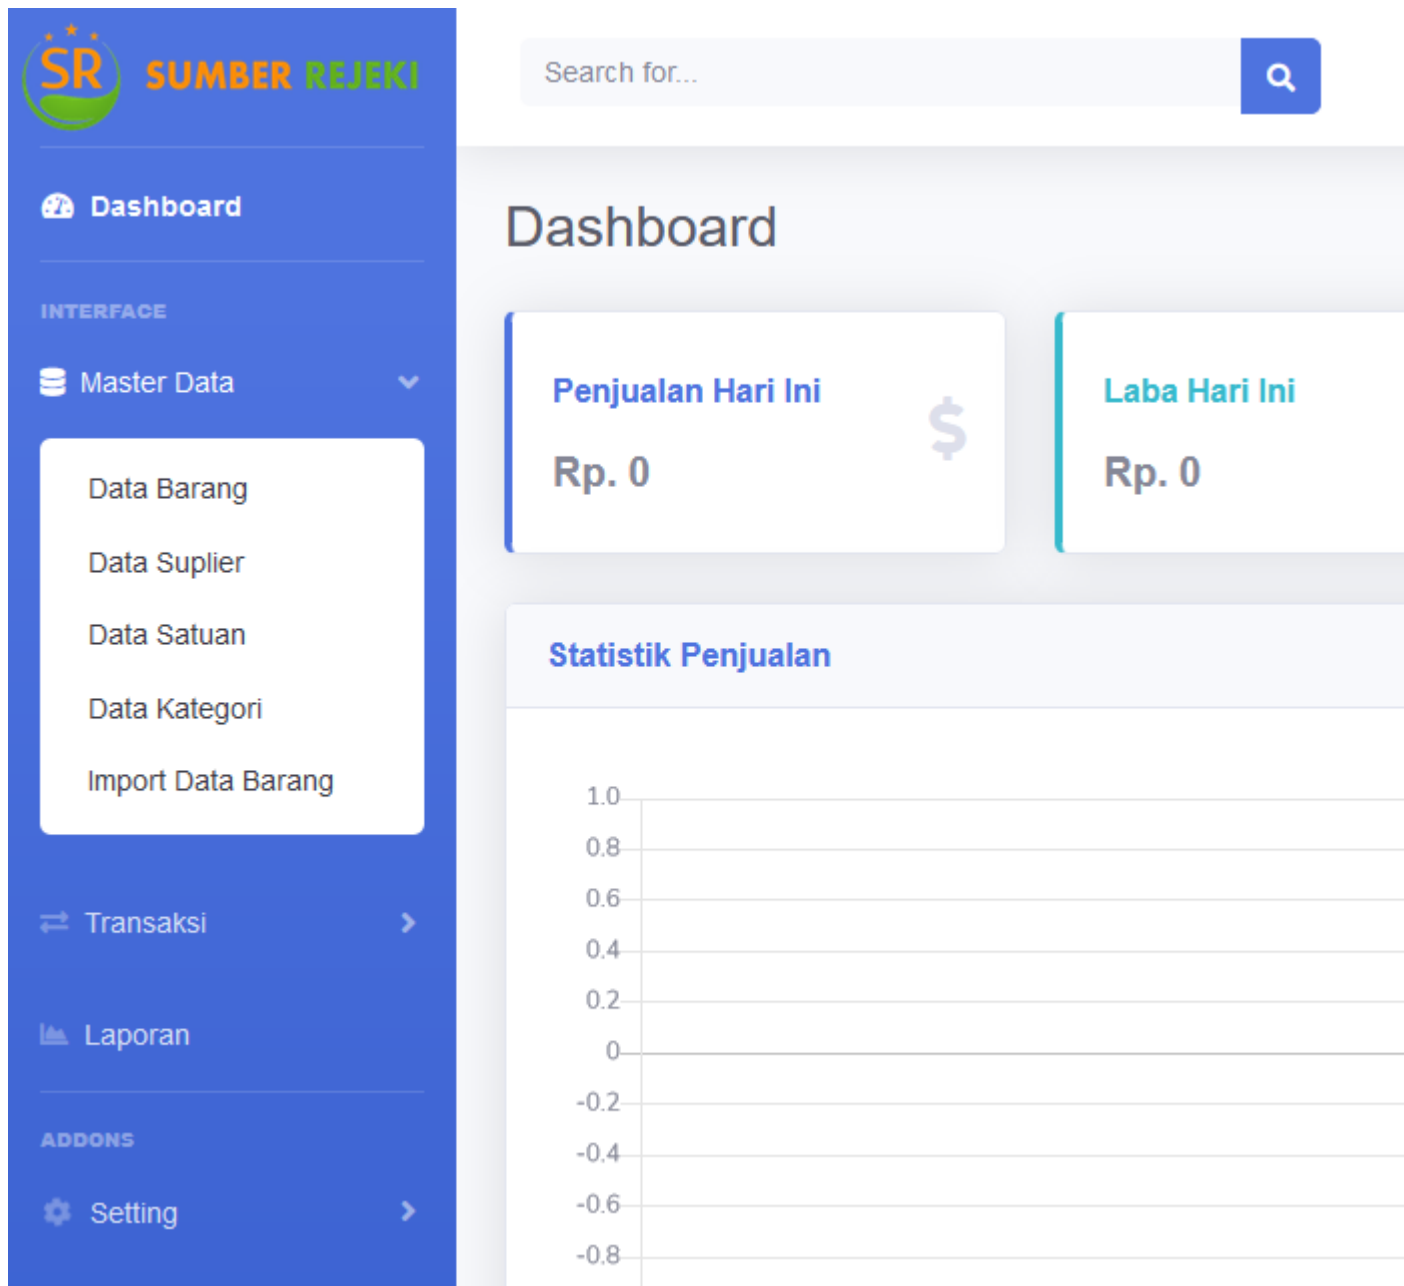 SR SUMBER REJEKI
Search for...
Dashboard
INTERFACE
Master Data
Data Barang
Data Suplier
Data Satuan
Data Kategori
Import Data Barang
Transaksi
Laporan
ADDONS
Setting
Dashboard
Penjualan Hari Ini
Rp. 0
$
Laba Hari Ini
Rp. 0
Statistik Penjualan
1.0
0.8
0.6
0.4
0.2
0
-0.2
-0.4
-0.6
-0.8